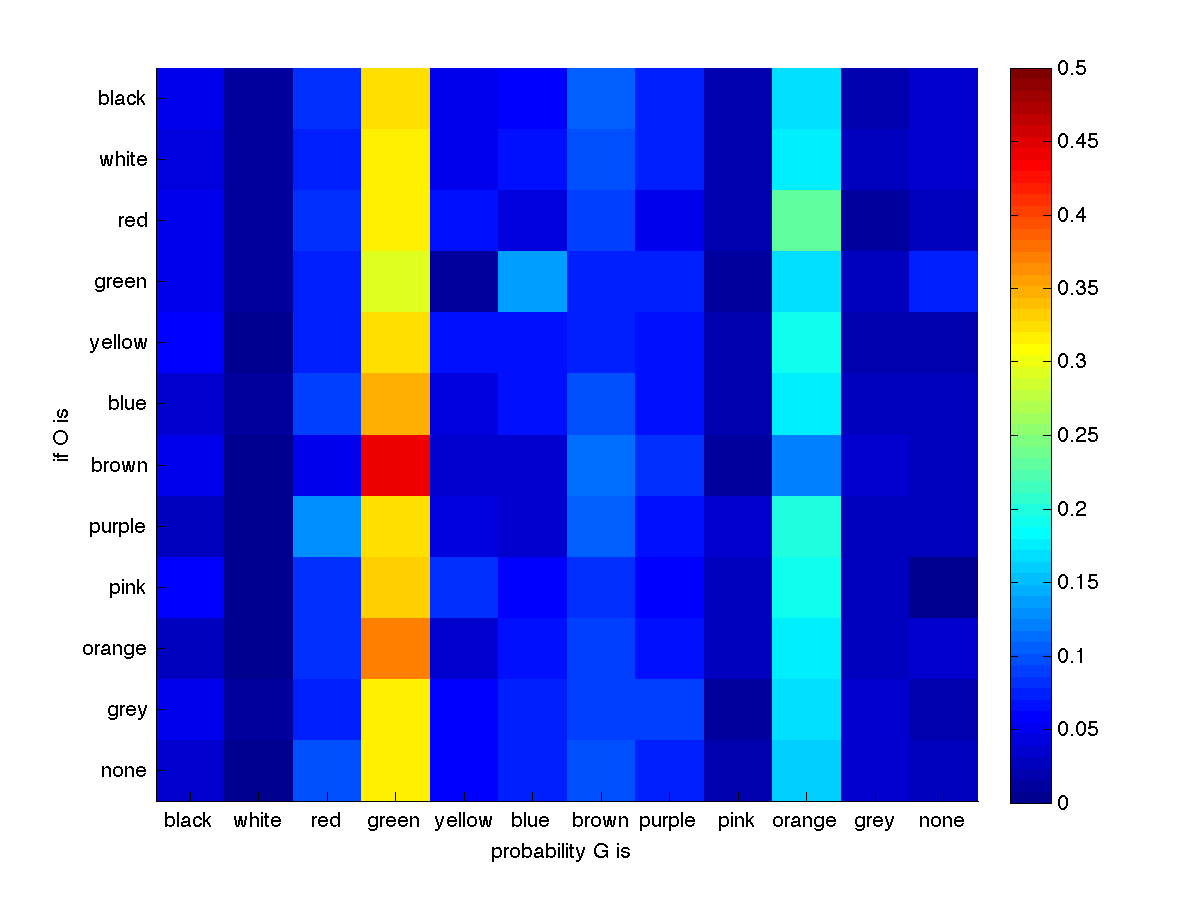 black
white
red
green
yellow
blue
brown
purple
pink
orange
grey
none
if O is
black white red green yellow blue brown purple pink orange grey none
probability G is
0.5
0.45
0.4
0.35
0.3
0.25
0.2
0.15
0.1
0.05
0